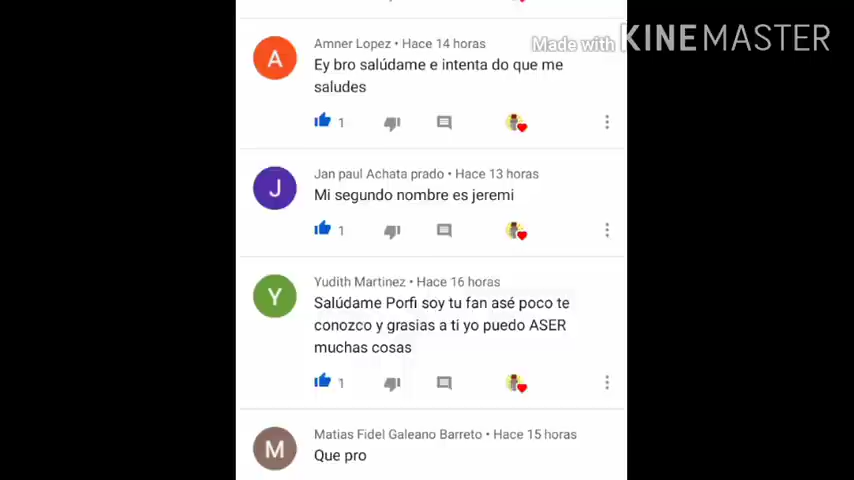 Made with KINEMASTER
A
Amner Lopez • Hace 14 horas
Ey bro salúdame e intenta do que me
saludes
1
J
Jan paul Achata prado • Hace 13 horas
Mi segundo nombre es jeremi
1
Y
Yudith Martinez • Hace 16 horas
Salúdame Porfi soy tu fan asé poco te
conozco y grasias a ti yo puedo ASER
muchas cosas
1
M
Matias Fidel Galeano Barreto • Hace 15 horas
Que pro